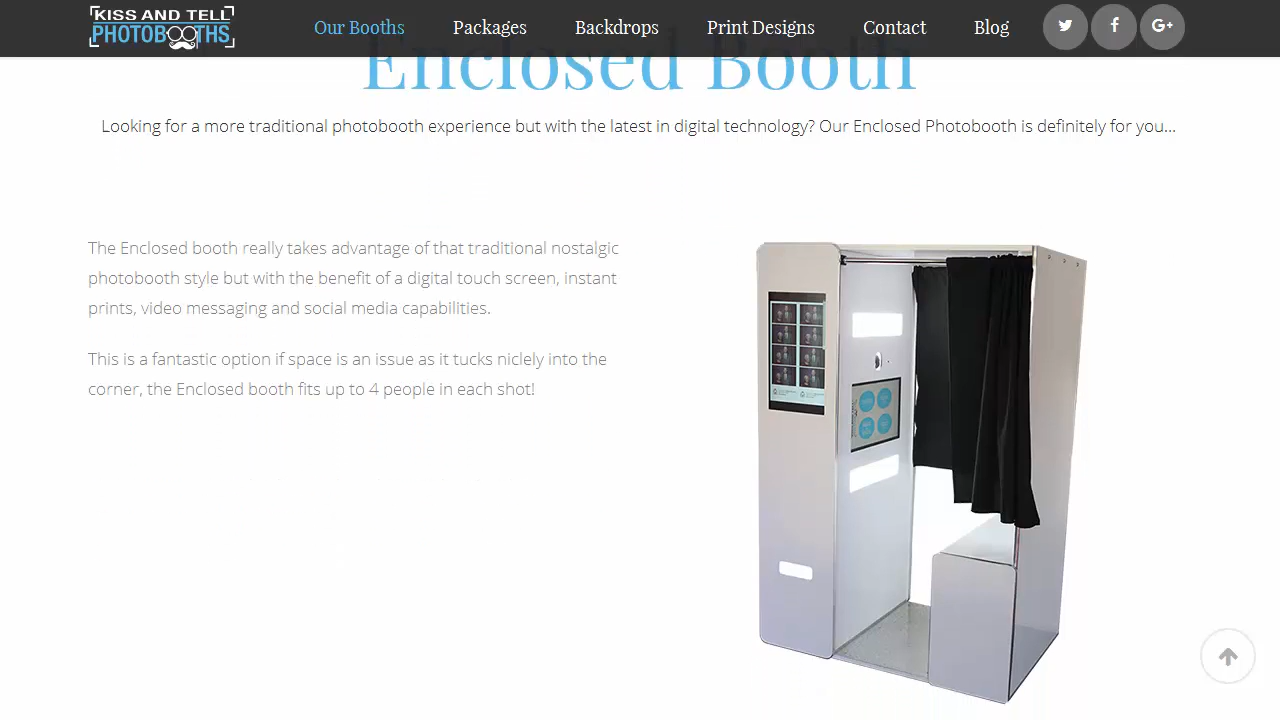 KISS AND TELL
PHOTOBOOTHS
Our Booths
Packages
Backdrops
Print Designs
Contact
Blog
Enclosed Booth
Looking for a more traditional photobooth experience but with the latest in digital technology? Our Enclosed Photobooth is definitely for you...
The Enclosed booth really takes advantage of that traditional nostalgic
photobooth style but with the benefit of a digital touch screen, instant
prints, video messaging and social media capabilities.
This is a fantastic option if space is an issue as it tucks niclely into the
corner, the Enclosed booth fits up to 4 people in each shot!